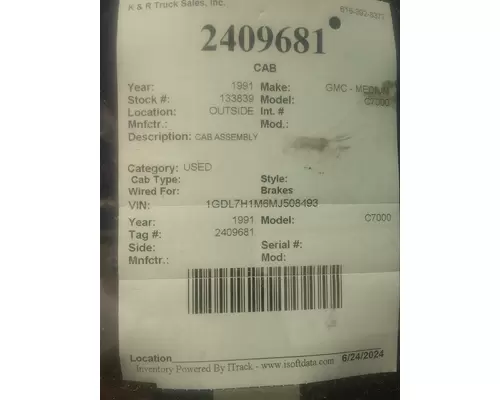 K & R Truck Sales, Inc.
2409681
CAB
Year: 1991 Make: GMC - MEDIUM
Stock #: 133839 Model: C7000
Location: OUTSIDE Int. #
Mnfctr.: Mod.:
Description: CAB ASSEMBLY
Category: USED
Cab Type: Style:
Wired For: Brakes
VIN: 1GDL7H1M6MJ508493
Year: 1991 Model: C7000
Tag #: 2409681
Side: Serial #:
Mnfctr.: Mod:
Location
Inventory Powered By ITrack - www.isoftdata.com 6/24/2024